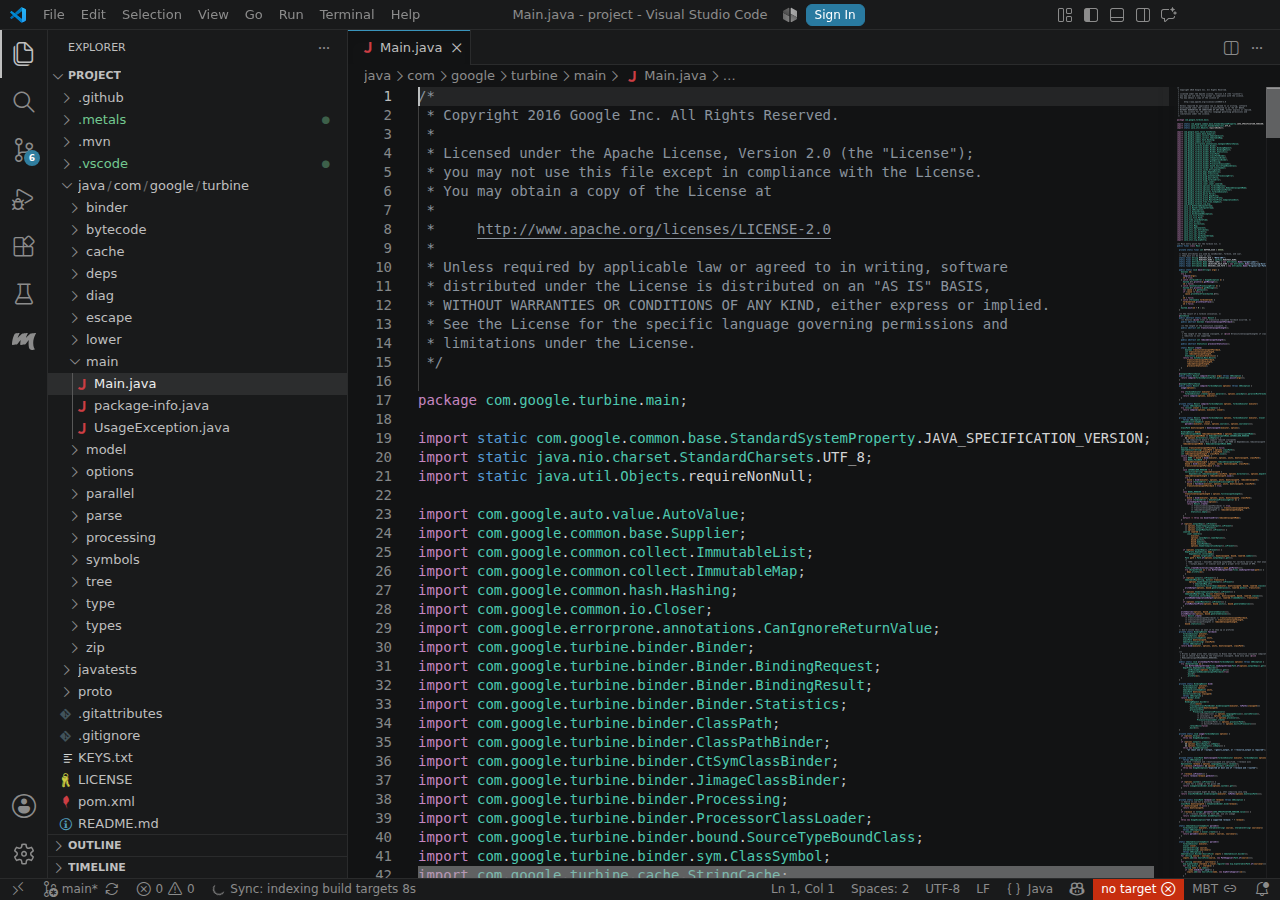 File Edit Selection View Go Run Terminal Help
Main.java - project - Visual Studio Code
Sign In
EXPLORER
PROJECT
.github
.metals
.mvn
.vscode
6
java/com/google/turbine
binder
bytecode
cache
deps
diag
escape
lower
main
Main.java
package-info.java
UsageException.java
model
options
parallel
parse
processing
symbols
tree
type
types
zip
javatests
proto
.gitattributes
.gitignore
KEYS.txt
LICENSE
pom.xml
README.md
OUTLINE
TIMELINE
Main.java
java > com > google > turbine > main > Main.java > ...
1 /*
2 * Copyright 2016 Google Inc. All Rights Reserved.
3 *
4 * Licensed under the Apache License, Version 2.0 (the "License");
5 * you may not use this file except in compliance with the License.
6 * You may obtain a copy of the License at
7 *
8 * http://www.apache.org/licenses/LICENSE-2.0
9 *
10 * Unless required by applicable law or agreed to in writing, software
11 * distributed under the License is distributed on an "AS IS" BASIS,
12 * WITHOUT WARRANTIES OR CONDITIONS OF ANY KIND, either express or implied.
13 * See the License for the specific language governing permissions and
14 * limitations under the License.
15 */
16
17 package com.google.turbine.main;
18
19 import static com.google.common.base.StandardSystemProperty.JAVA_SPECIFICATION_VERSION;
20 import static java.nio.charset.StandardCharsets.UTF_8;
21 import static java.util.Objects.requireNonNull;
22
23 import com.google.auto.value.AutoValue;
24 import com.google.common.base.Supplier;
25 import com.google.common.collect.ImmutableList;
26 import com.google.common.collect.ImmutableMap;
27 import com.google.common.hash.Hashing;
28 import com.google.common.io.Closer;
29 import com.google.errorprone.annotations.CanIgnoreReturnValue;
30 import com.google.turbine.binder.Binder;
31 import com.google.turbine.binder.Binder.BindingRequest;
32 import com.google.turbine.binder.Binder.BindingResult;
33 import com.google.turbine.binder.Binder.Statistics;
34 import com.google.turbine.binder.ClassPath;
35 import com.google.turbine.binder.ClassPathBinder;
36 import com.google.turbine.binder.CtSymClassBinder;
37 import com.google.turbine.binder.JimageClassBinder;
38 import com.google.turbine.binder.Processing;
39 import com.google.turbine.binder.ProcessorClassLoader;
40 import com.google.turbine.binder.bound.SourceTypeBoundClass;
41 import com.google.turbine.binder.sym.ClassSymbol;
42 import com.google.turbine.cache.StringCache;
main* 0 0 Sync: indexing build targets 8s Ln 1, Col 1 Spaces: 2 UTF-8 LF { } Java no target MBT